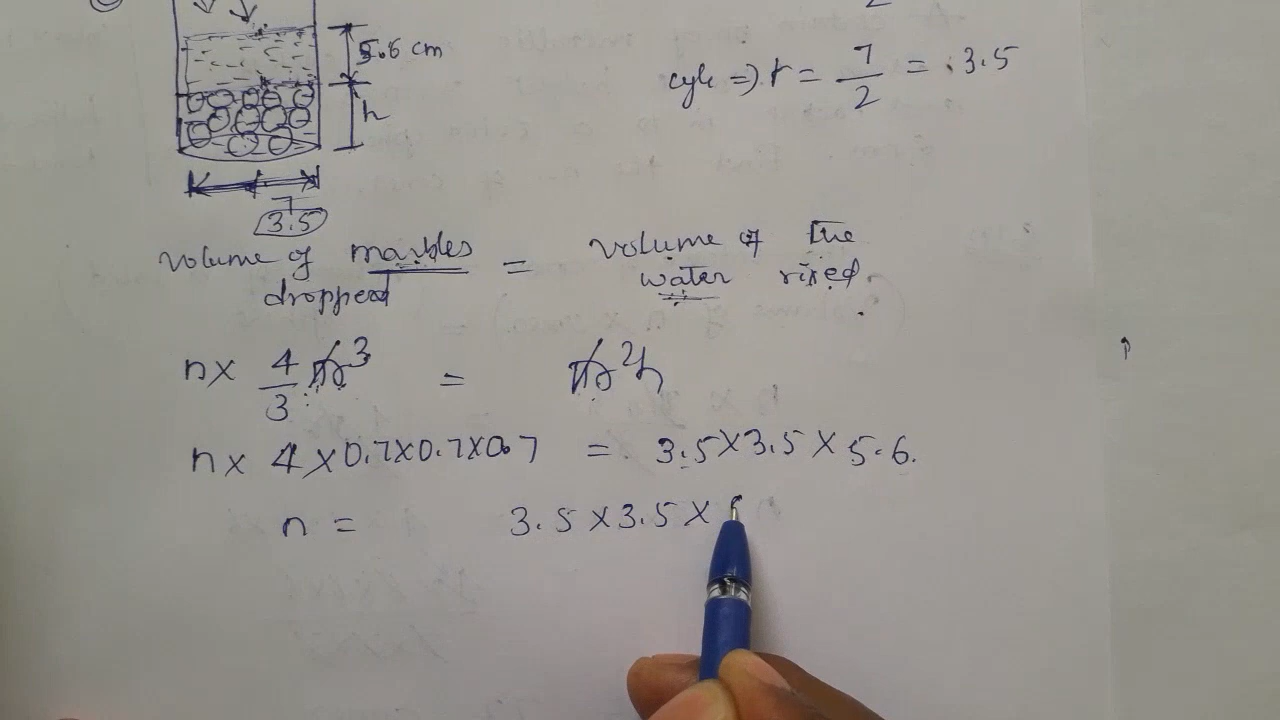 5.6 cm
h
7
3.5
cyli ⇒ r = 7/2 = 3.5
volume of marbles dropped = volume of the water rised.
n × 4/3 πr³ = πr²h
n × 4 × 0.7 × 0.7 × 0.7 = 3.5 × 3.5 × 5.6.
n = 3.5 × 3.5 ×